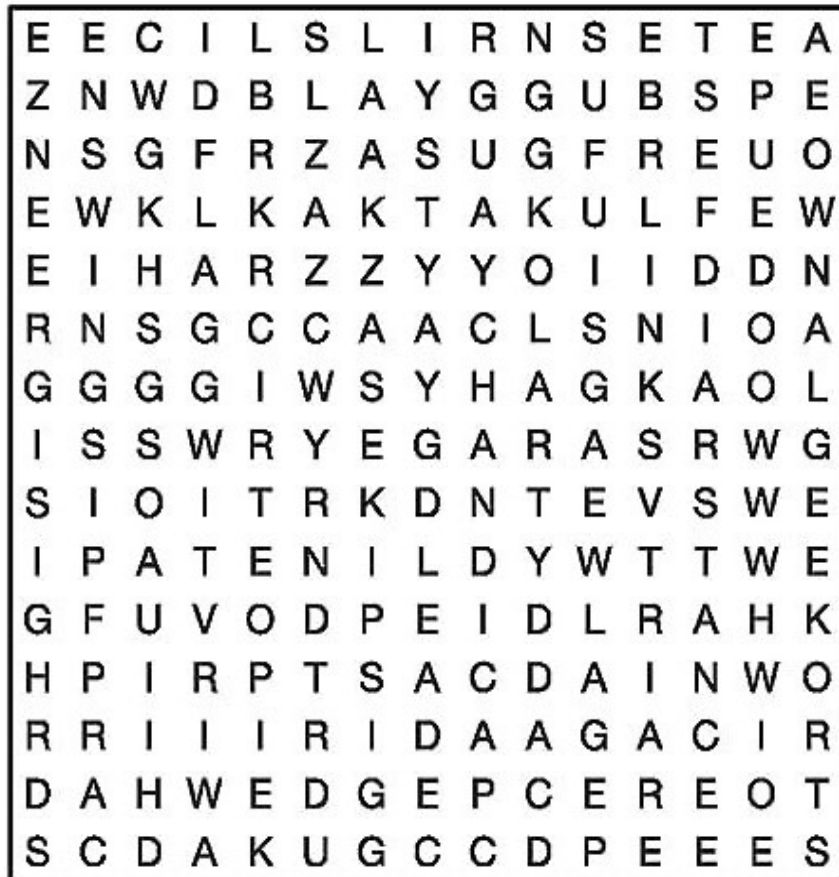 E E C I L S L I R N S E T E A
Z N W D B L A Y G G U B S P E
N S G F R Z A S U G F R E U O
E W K L K A K T A K U L F E W
E I H A R Z Z Y Y O I I D D N
R N S G C C A A C L S N I O A
G G G G I W S Y H A G K A O L
I S S W R Y E G A R A S R W G
S I O I T R K D N T E V S W E
I P A T E N I L D Y W T T W E
G F U V O D P E I D L R A H K
H P I R P T S A C D A I N W O
R R I I I R I D A A G A C I R
D A H W E D G E P C E R E O T
S C D A K U G C C D P E E E S